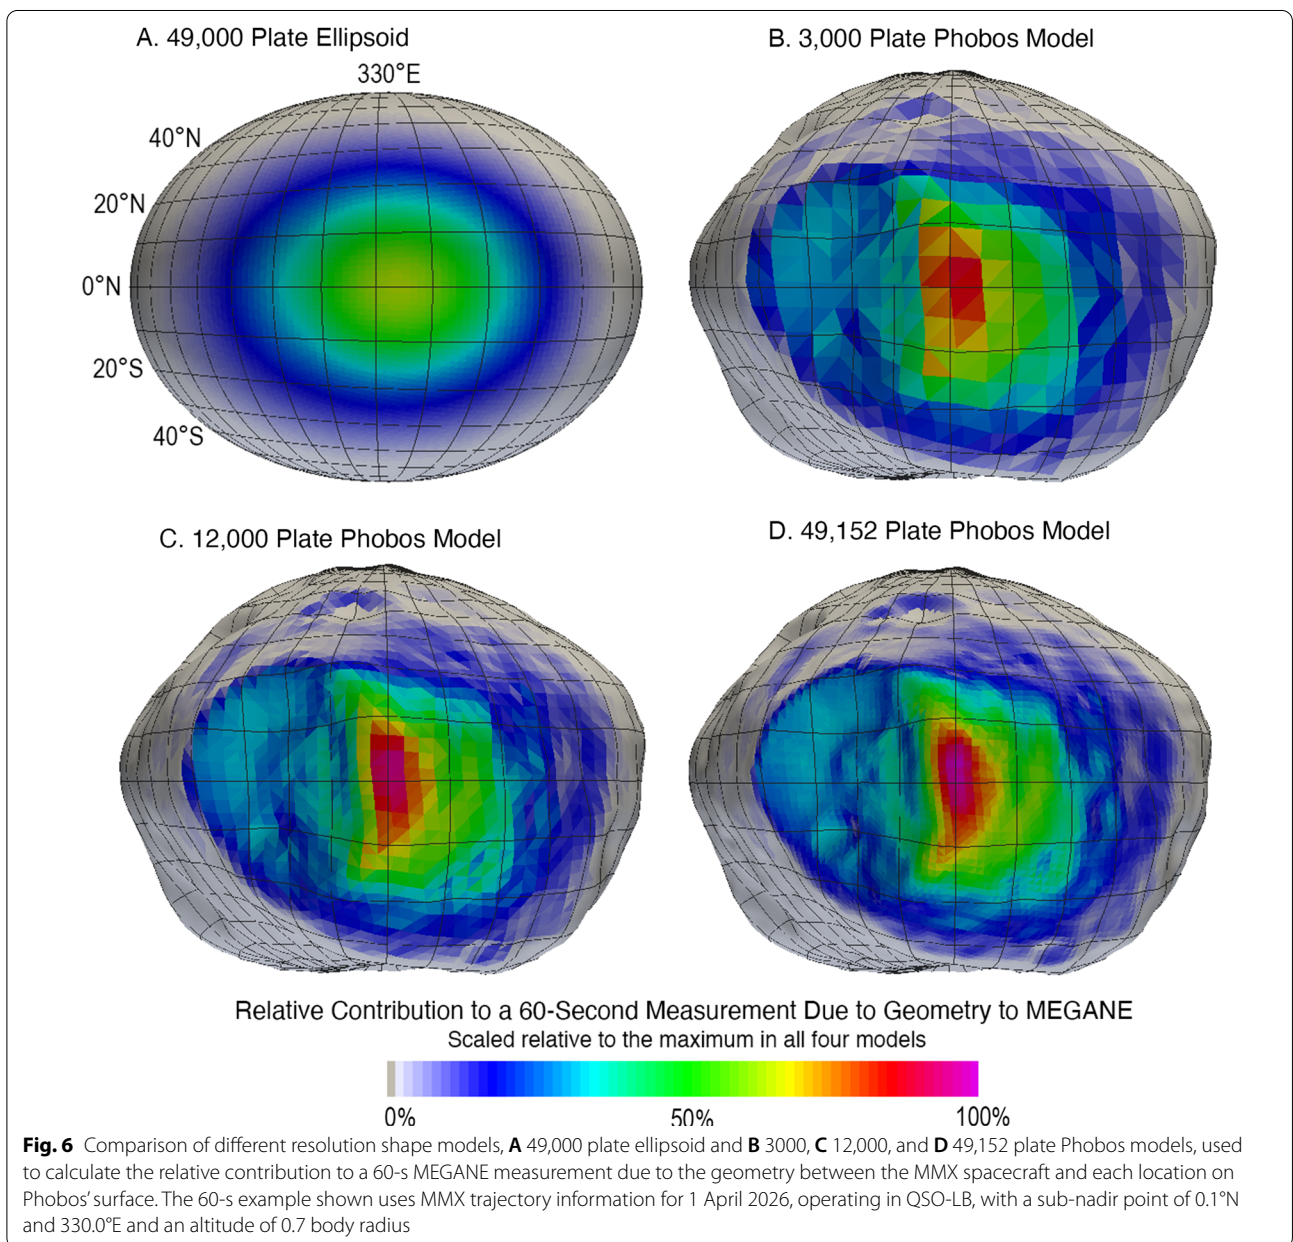 A. 49,000 Plate Ellipsoid
330°E
40°N
20°N
0°N
20°S
40°S
B. 3,000 Plate Phobos Model
C. 12,000 Plate Phobos Model
D. 49,152 Plate Phobos Model
Relative Contribution to a 60-Second Measurement Due to Geometry to MEGANE
Scaled relative to the maximum in all four models
0%
50%
100%
Fig. 6 Comparison of different resolution shape models, A 49,000 plate ellipsoid and B 3000, C 12,000, and D 49,152 plate Phobos models, used
to calculate the relative contribution to a 60-s MEGANE measurement due to the geometry between the MMX spacecraft and each location on
Phobos' surface. The 60-s example shown uses MMX trajectory information for 1 April 2026, operating in QSO-LB, with a sub-nadir point of 0.1°N
and 330.0°E and an altitude of 0.7 body radius